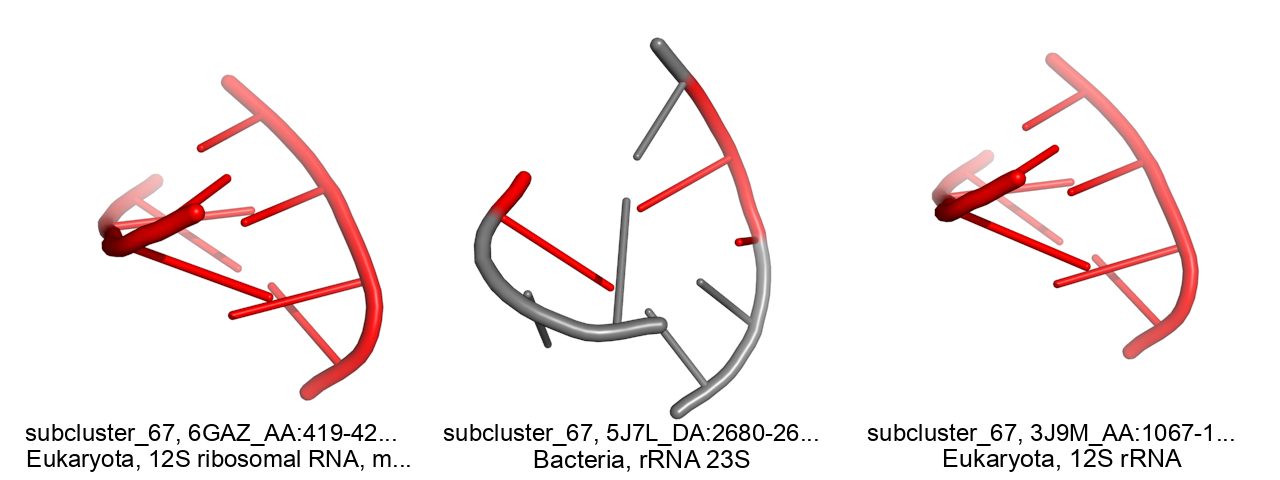 subcluster_67, 6GAZ_AA:419-42...
Eukaryota, 12S ribosomal RNA, m...
subcluster_67, 5J7L_DA:2680-26...
Bacteria, rRNA 23S
subcluster_67, 3J9M_AA:1067-1...
Eukaryota, 12S rRNA